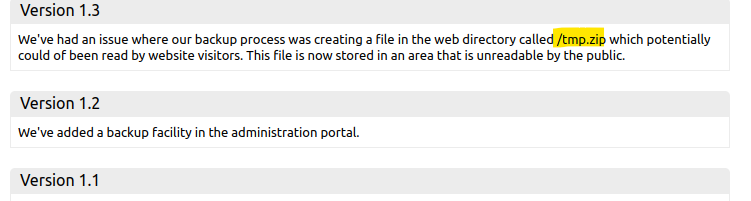 Version 1.3
We've had an issue where our backup process was creating a file in the web directory called /tmp.zip which potentially
could of been read by website visitors. This file is now stored in an area that is unreadable by the public.
Version 1.2
We've added a backup facility in the administration portal.
Version 1.1